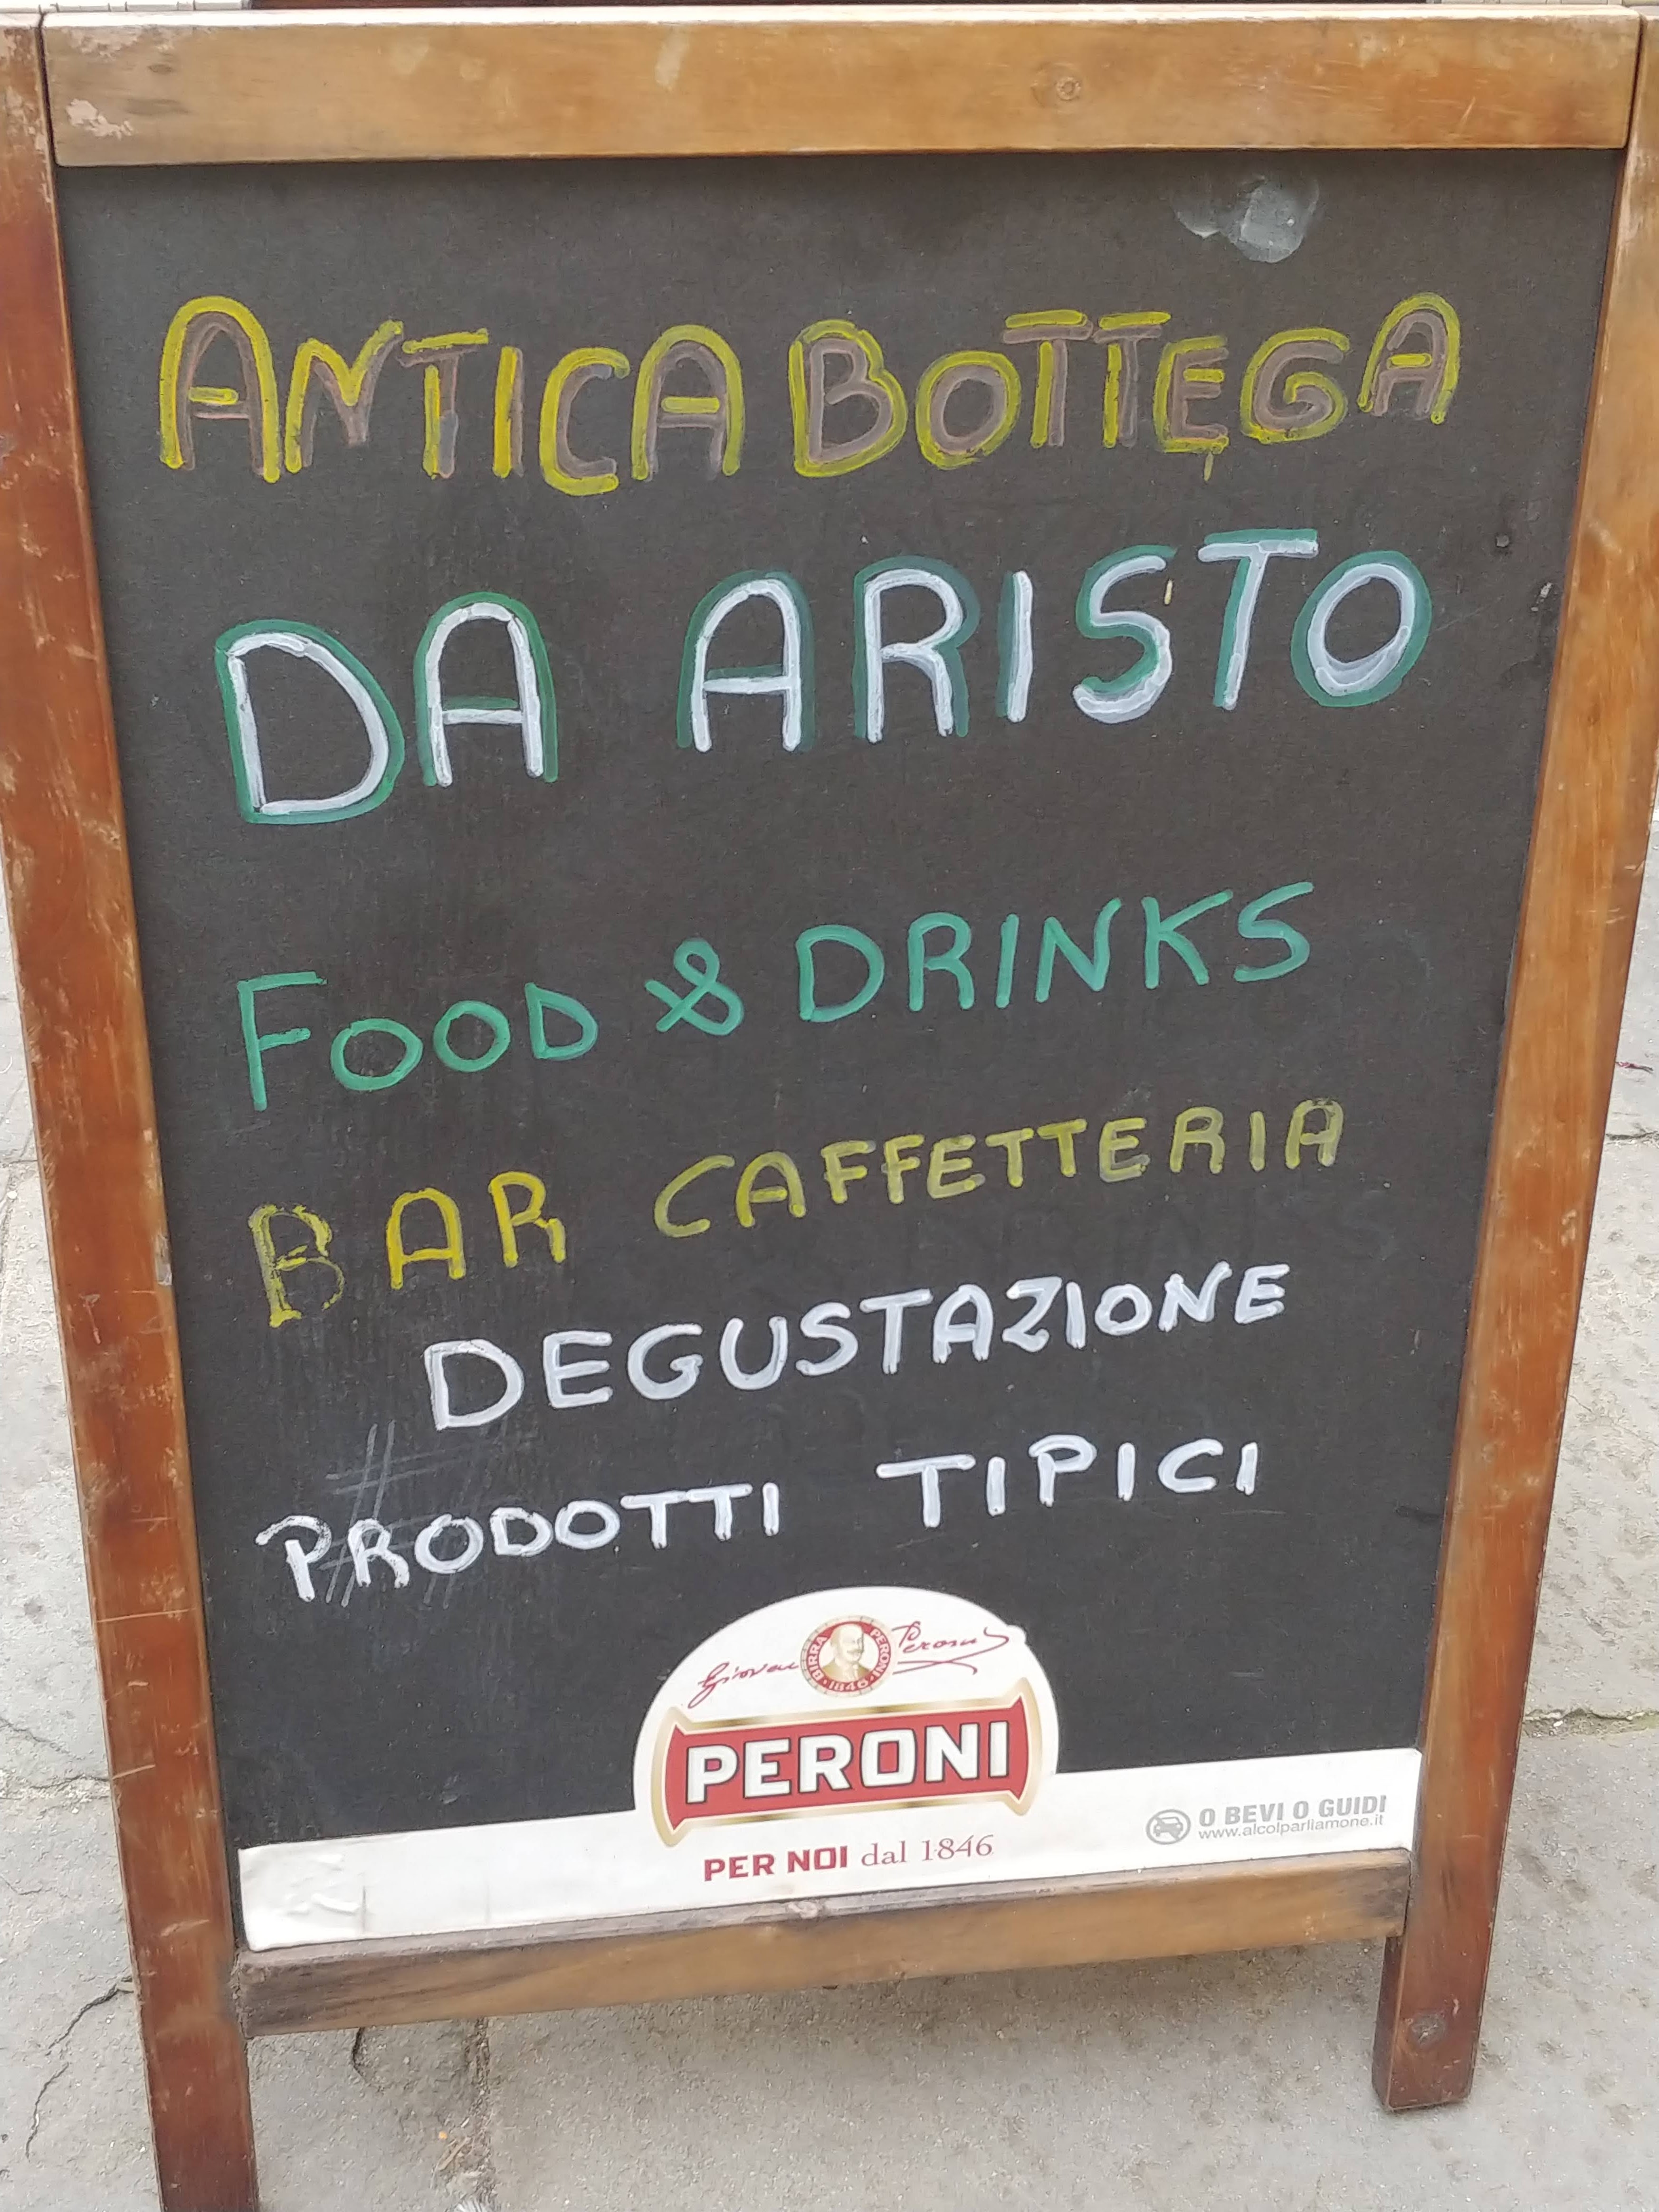 ANTICA BOTTEGA
DA ARISTO
FOOD & DRINKS
BAR CAFFETTERIA
DEGUSTAZIONE
PRODOTTI TIPICI
Giovanni Peroni
BIRRA PERONI
1846
PERONI
PER NOI dal 1846
O BEVI O GUIDI
www.alcolparliamone.it